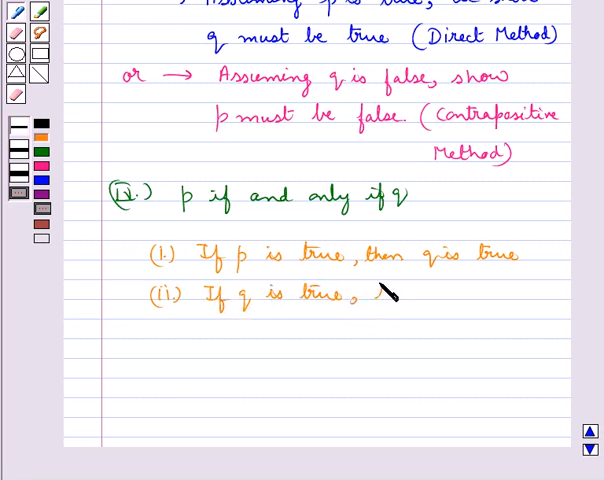 q must be true (Direct Method)
or → Assuming q is false, show
p must be false. (Contrapositive
Method)
(iv.) p if and only if q
(i.) If p is true, then q is true
(ii.) If q is true,